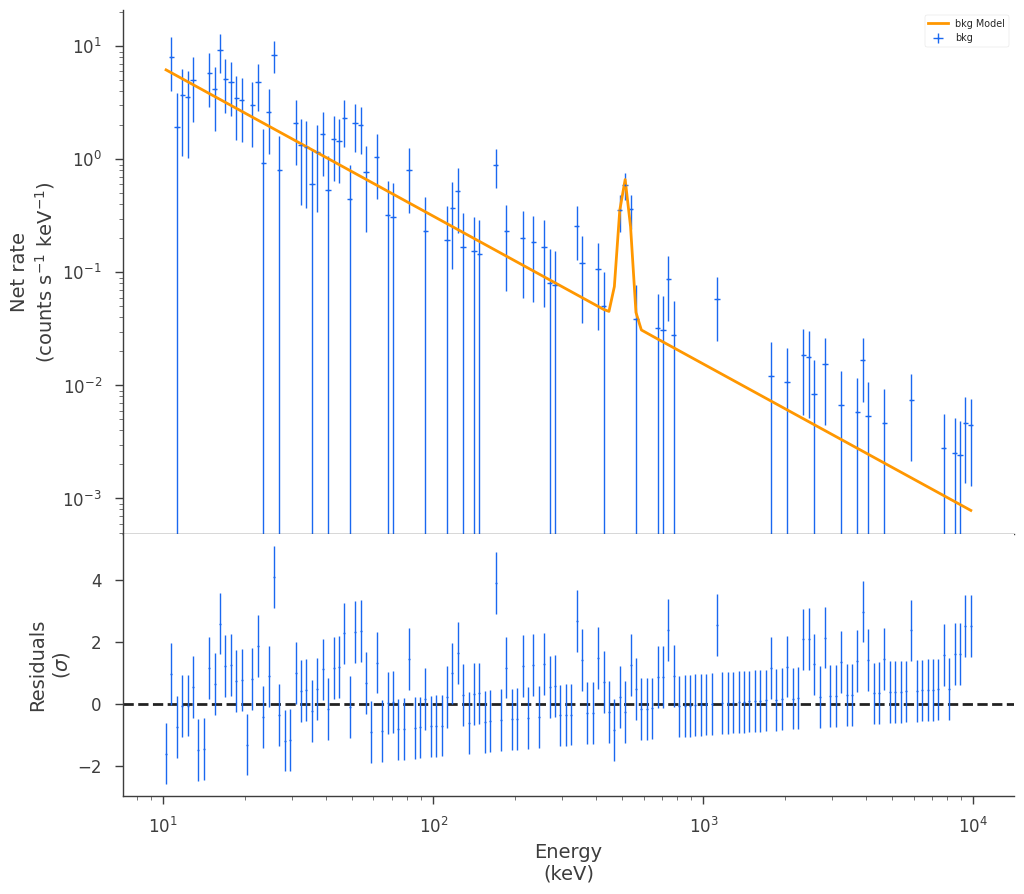 bkg Model
bkg
Net rate
(counts s⁻¹ keV⁻¹)
10¹
10⁰
10⁻¹
10⁻²
10⁻³
Residuals
(σ)
4
2
0
−2
10¹ 10² 10³ 10⁴
Energy
(keV)